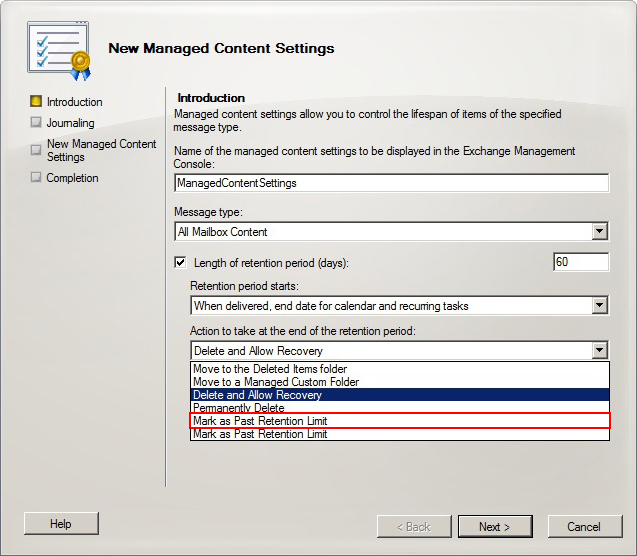 New Managed Content Settings
Introduction
Journaling
New Managed Content
Settings
Completion
Introduction
Managed content settings allow you to control the lifespan of items of the specified
message type.
Name of the managed content settings to be displayed in the Exchange Management
Console:
ManagedContentSettings
Message type:
All Mailbox Content
Length of retention period (days):
60
Retention period starts:
When delivered, end date for calendar and recurring tasks
Action to take at the end of the retention period:
Delete and Allow Recovery
Move to the Deleted Items folder
Move to a Managed Custom Folder
Delete and Allow Recovery
Permanently Delete
Mark as Past Retention Limit
Mark as Past Retention Limit
Help
< Back
Next >
Cancel